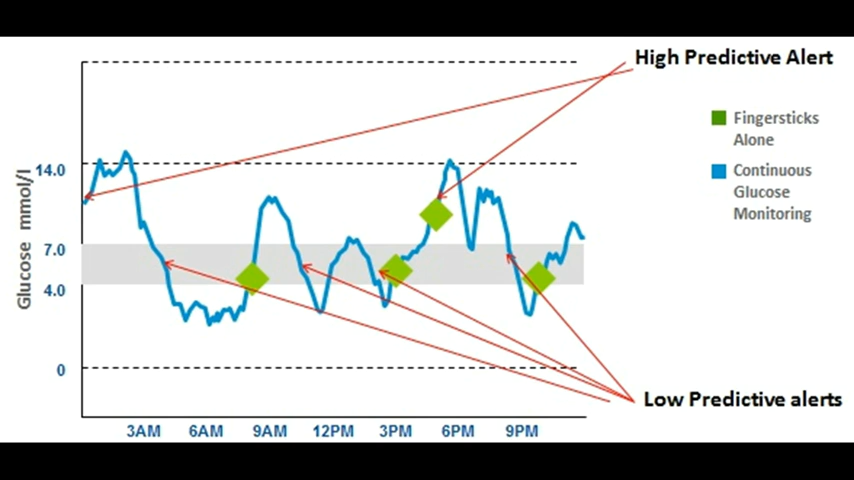 High Predictive Alert
Fingersticks
Alone
Continuous
Glucose
Monitoring
Glucose mmol/l
14.0
7.0
4.0
0
Low Predictive alerts
3AM 6AM 9AM 12PM 3PM 6PM 9PM